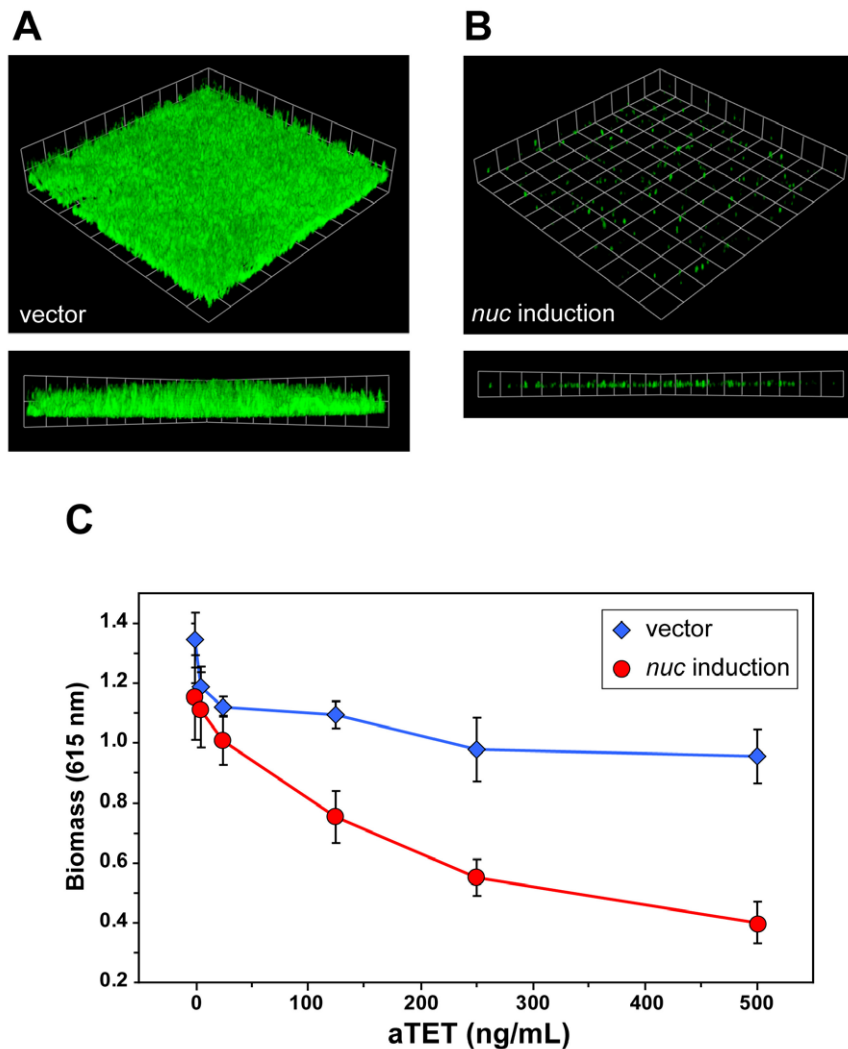 A
B
vector
nuc induction
C
Biomass (615 nm)
1.4
1.2
1.0
0.8
0.6
0.4
0.2
vector
nuc induction
0 100 200 300 400 500
aTET (ng/mL)